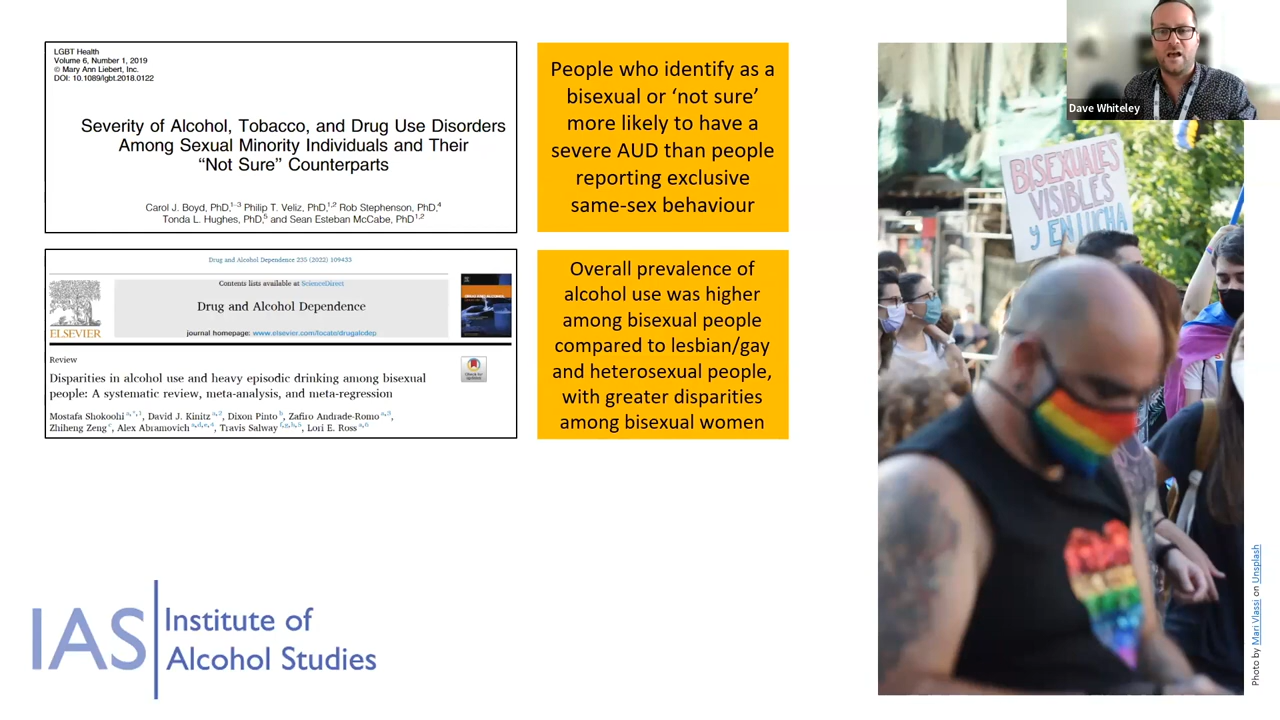 LGBT Health
Volume 6, Number 1, 2019
© Mary Ann Liebert, Inc.
DOI: 10.1089/lgbt.2018.0122
Severity of Alcohol, Tobacco, and Drug Use Disorders
Among Sexual Minority Individuals and Their
“Not Sure” Counterparts
Carol J. Boyd, PhD,1–3 Philip T. Veliz, PhD,1,2 Rob Stephenson, PhD,4
Tonda L. Hughes, PhD,5 and Sean Esteban McCabe, PhD1,2
People who identify as a
bisexual or ‘not sure’
more likely to have a
severe AUD than people
reporting exclusive
same-sex behaviour
Drug and Alcohol Dependence 235 (2022) 109433
Contents lists available at ScienceDirect
Drug and Alcohol Dependence
journal homepage: www.elsevier.com/locate/drugalcdep
ELSEVIER
Review
Check for
updates
Disparities in alcohol use and heavy episodic drinking among bisexual
people: A systematic review, meta-analysis, and meta-regression
Mostafa Shokoohi, David J. Kinitz, Dixon Pinto, Zafiro Andrade-Romo,
Zhiheng Zeng, Alex Abramovich, Travis Salway, Lori E. Ross
Overall prevalence of
alcohol use was higher
among bisexual people
compared to lesbian/gay
and heterosexual people,
with greater disparities
among bisexual women
Dave Whiteley
BISEXUALES
VISIBLES
y EN LUCHA
Photo by Mari Vlassi on Unsplash
IAS
Institute of
Alcohol Studies